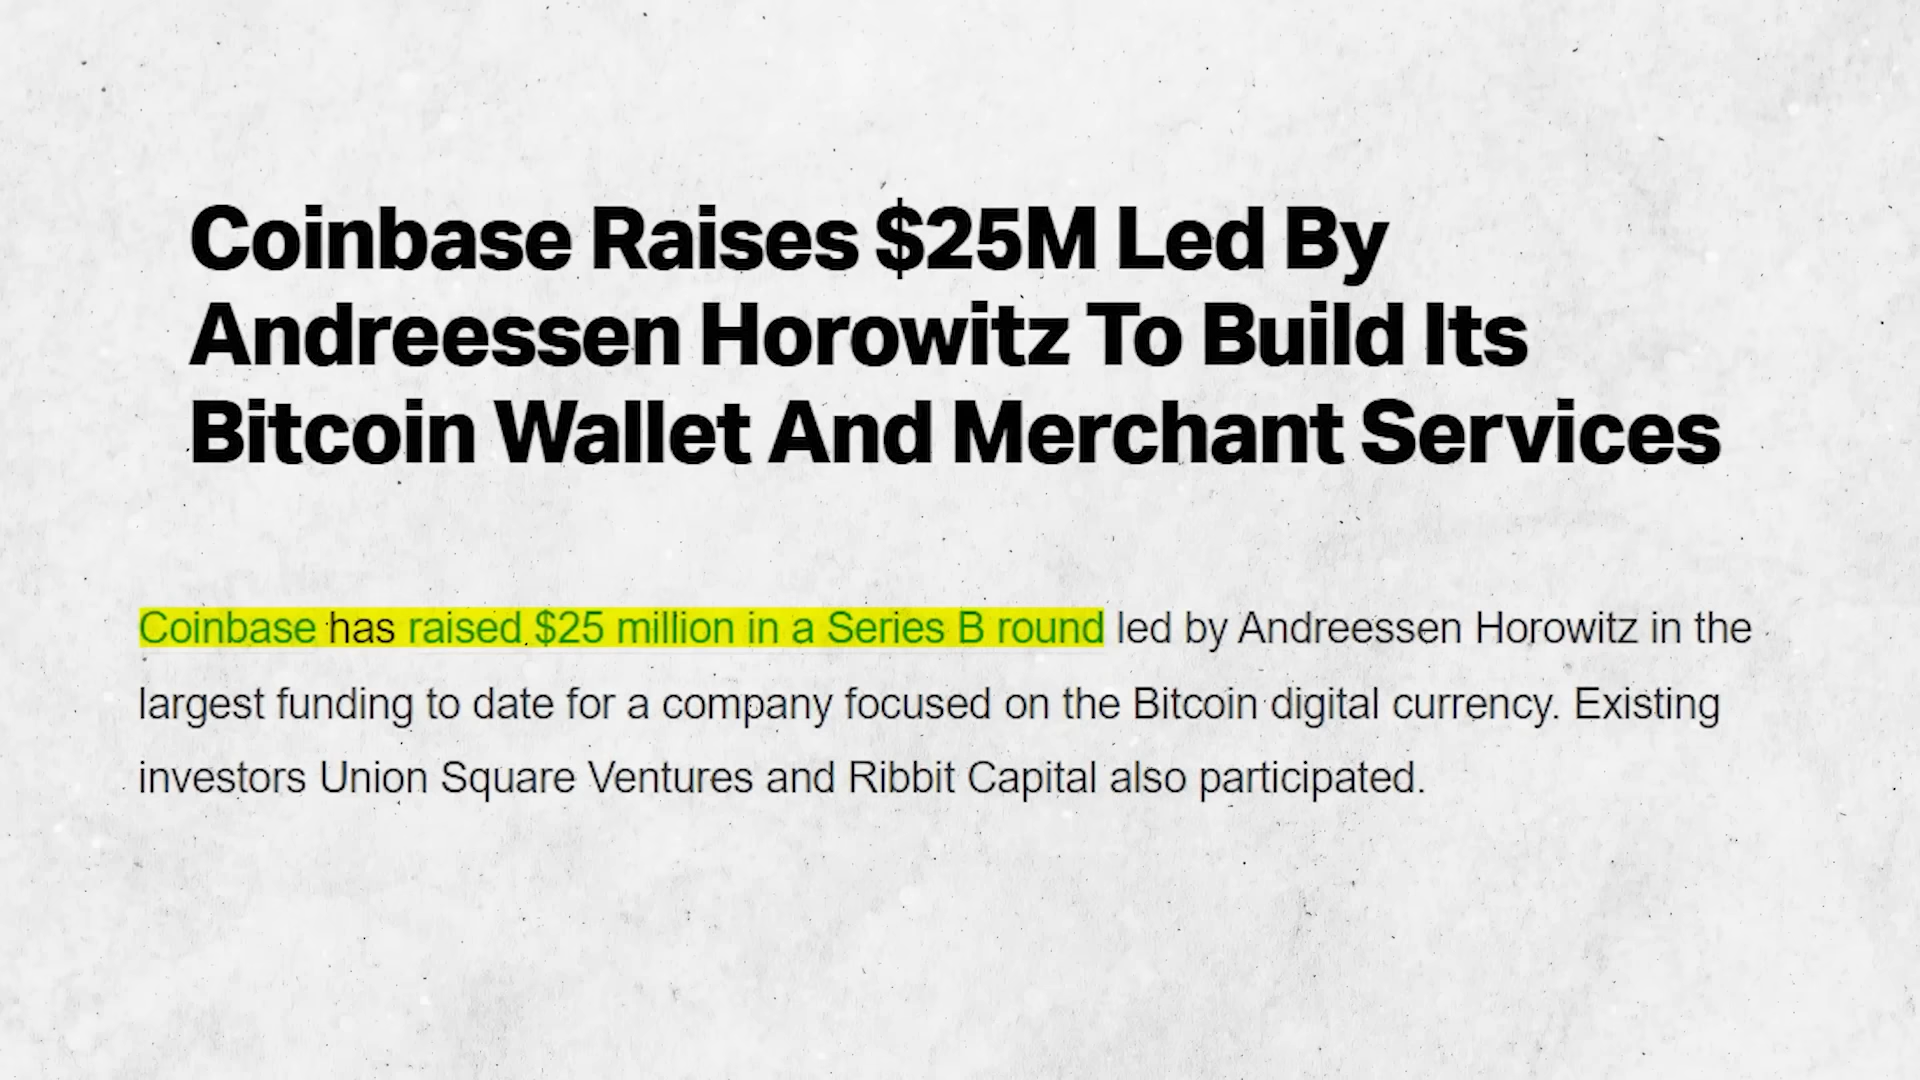 Coinbase Raises $25M Led By
Andreessen Horowitz To Build Its
Bitcoin Wallet And Merchant Services
Coinbase has raised $25 million in a Series B round led by Andreessen Horowitz in the
largest funding to date for a company focused on the Bitcoin digital currency. Existing
investors Union Square Ventures and Ribbit Capital also participated.